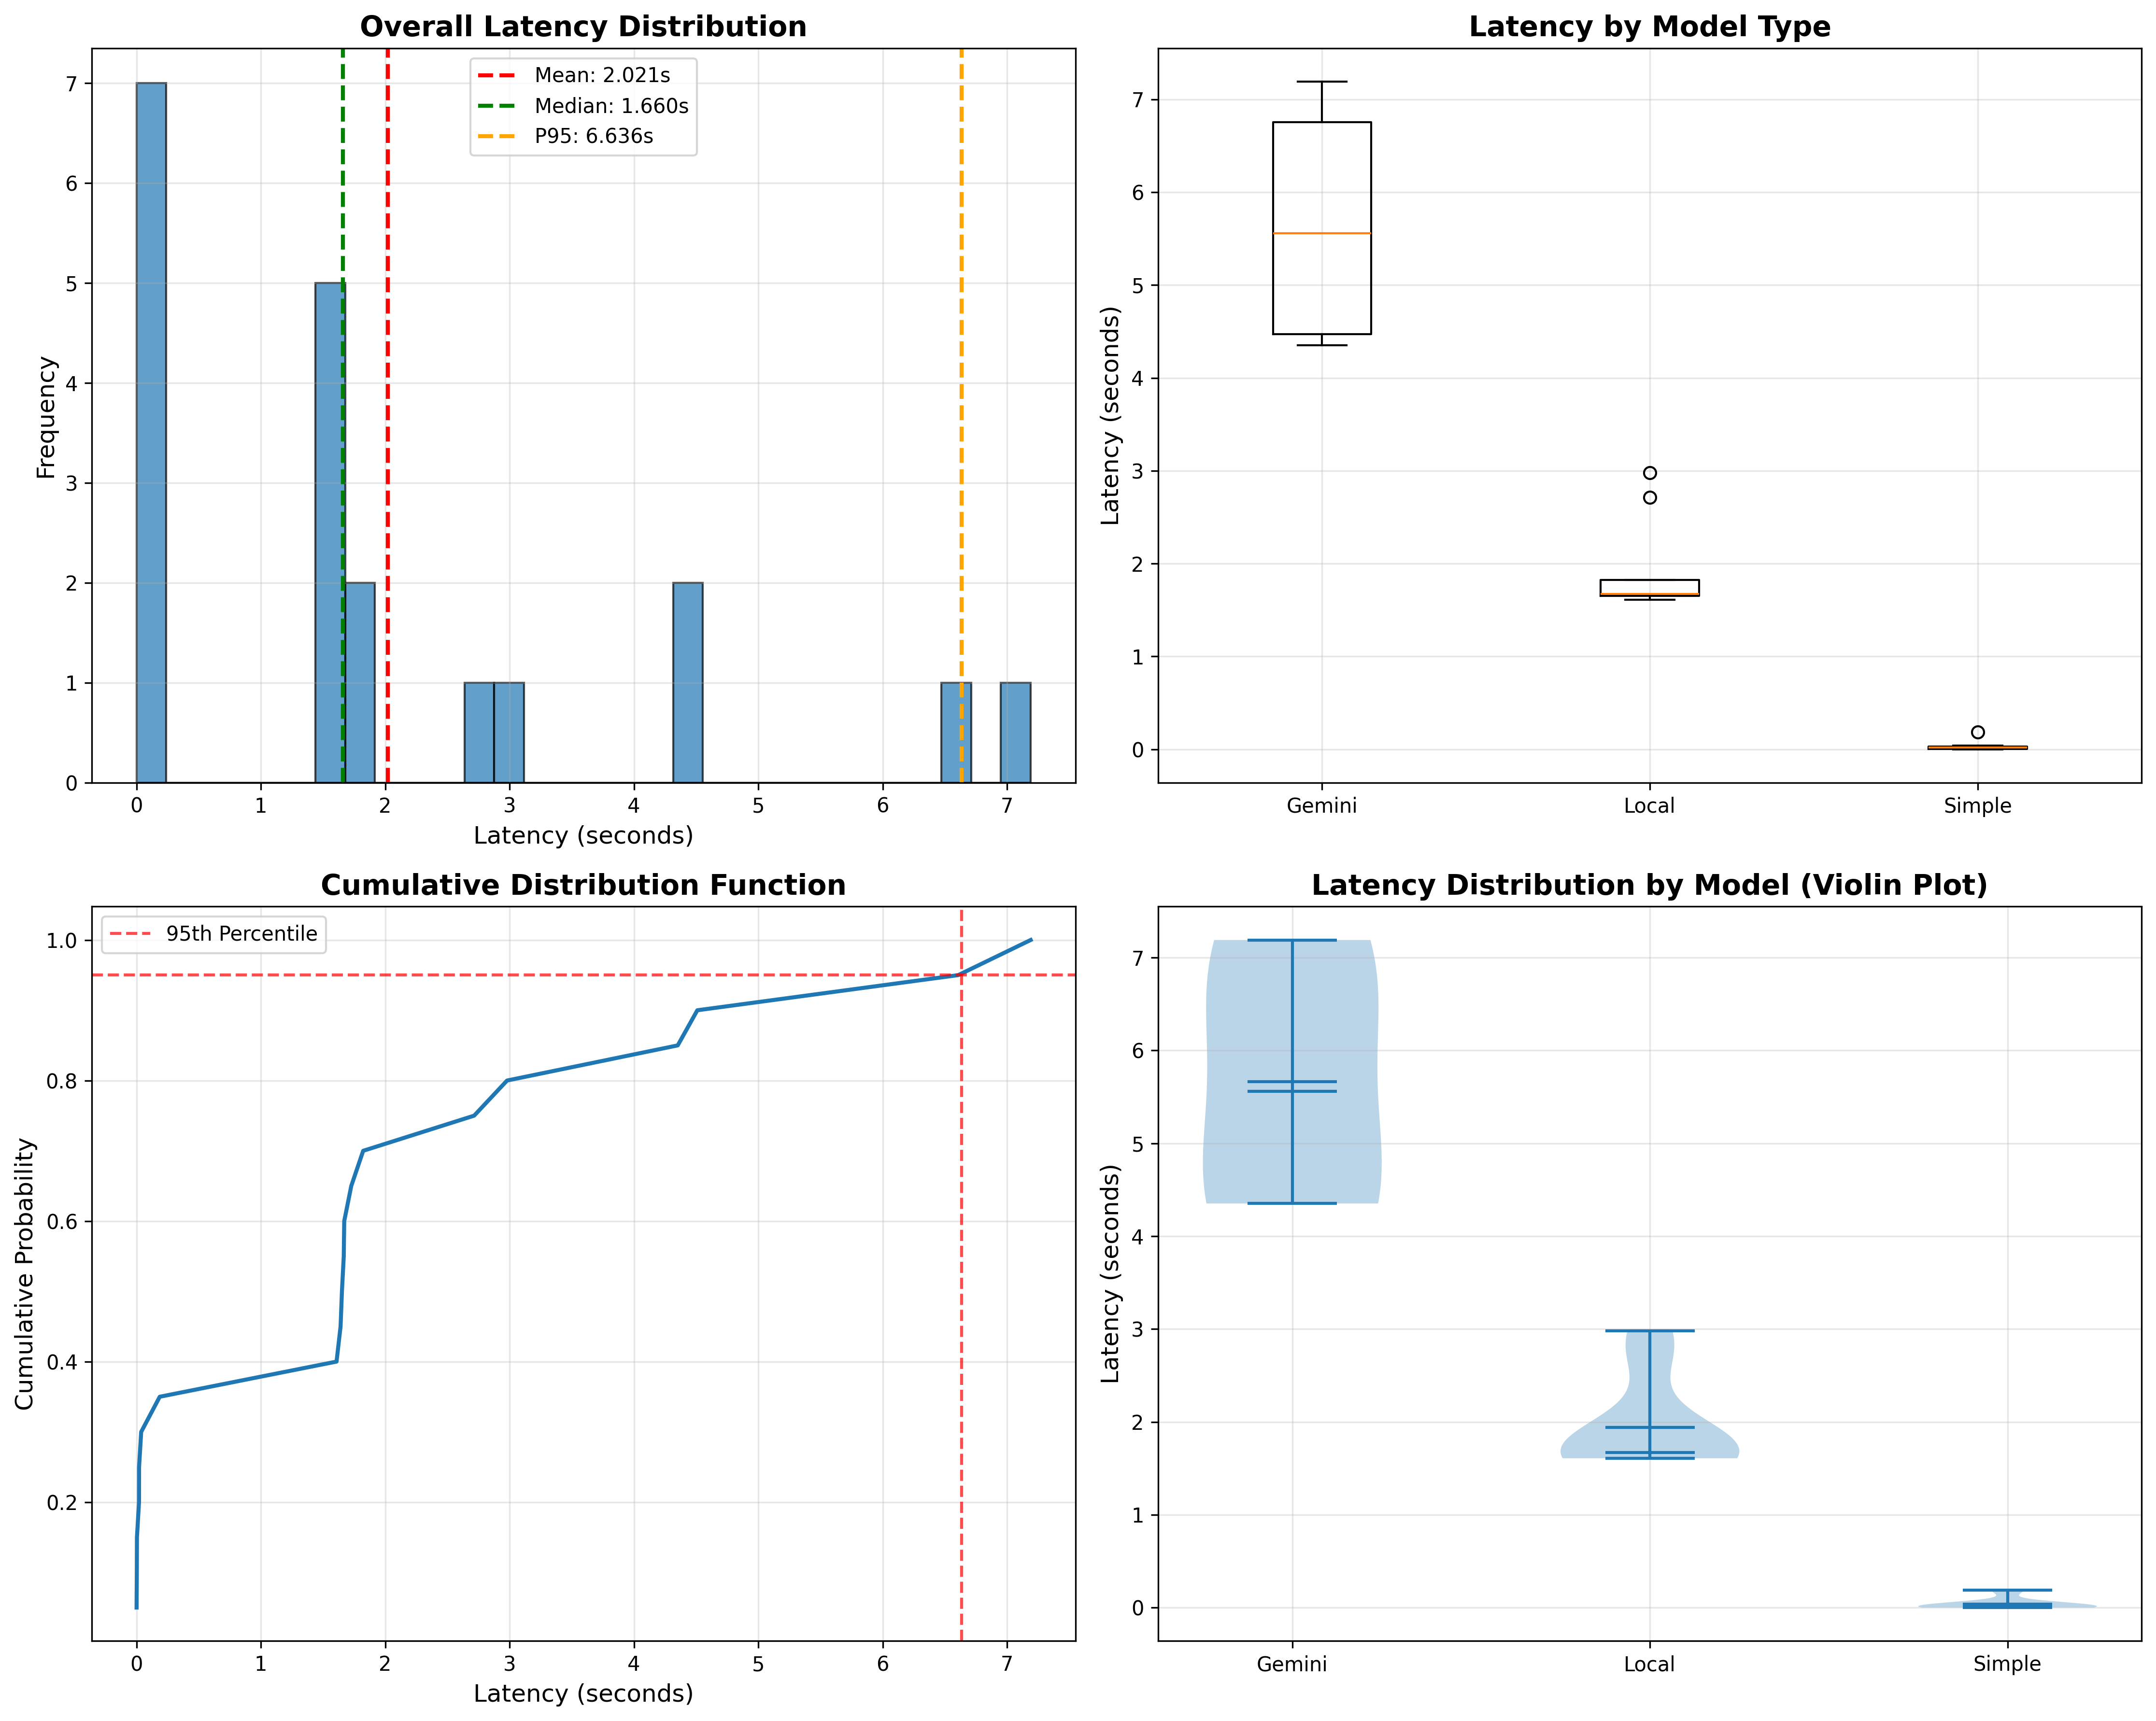 Overall Latency Distribution
Mean: 2.021s
Median: 1.660s
P95: 6.636s
Frequency
7
6
5
4
3
2
1
0
0 1 2 3 4 5 6 7
Latency (seconds)
Latency by Model Type
Latency (seconds)
7
6
5
4
3
2
1
0
Gemini Local Simple
Cumulative Distribution Function
95th Percentile
Cumulative Probability
1.0
0.8
0.6
0.4
0.2
0 1 2 3 4 5 6 7
Latency (seconds)
Latency Distribution by Model (Violin Plot)
Latency (seconds)
7
6
5
4
3
2
1
0
Gemini Local Simple